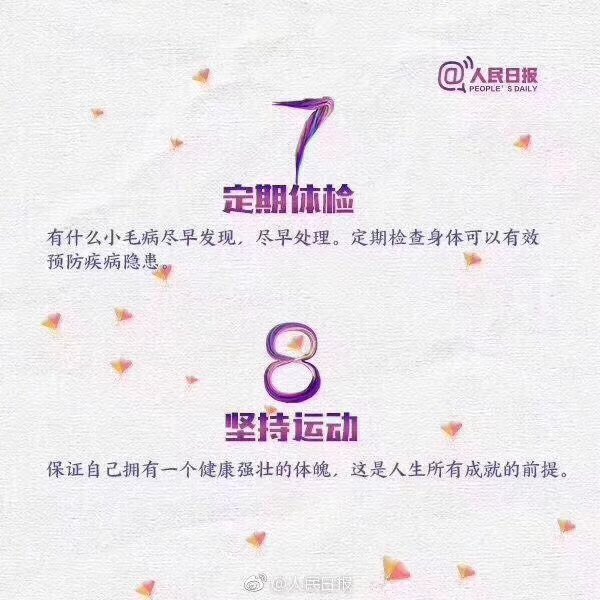 @人民日报
PEOPLE'S DAILY
7
定期体检
有什么小毛病尽早发现，尽早处理。定期检查身体可以有效
预防疾病隐患。
8
坚持运动
保证自己拥有一个健康强壮的体魄，这是人生所有成就的前提。
@人民日报